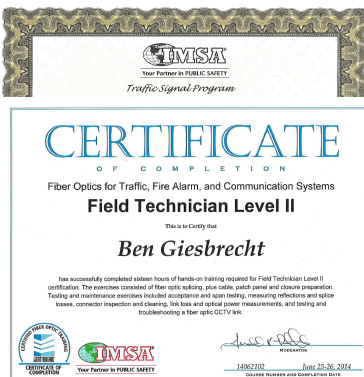 IMSA
Your Partner in PUBLIC SAFETY
Traffic Signal Program
CERTIFICATE
OF COMPLETION
Fiber Optics for Traffic, Fire Alarm, and Communication Systems
Field Technician Level II
This is to Certify that
Ben Giesbrecht
has successfully completed sixteen hours of hands-on training required for Field Technician Level II
certification. The exercises consisted of fiber optic splicing, plus cable, patch panel and closure preparation.
Testing and maintenance exercises included acceptance and span testing, measuring reflections and splice
losses, connector inspection and cleaning, link loss and optical power measurements, and testing and
troubleshooting a fiber optic CCTV link.
CERTIFIED FIBER OPTIC TRAINING
LIGHT BRIGADE
CERTIFICATE OF
COMPLETION
IMSA
Your Partner in PUBLIC SAFETY
MODERATOR
14062102 June 25-26, 2014
COURSE NUMBER AND COMPLETION DATE